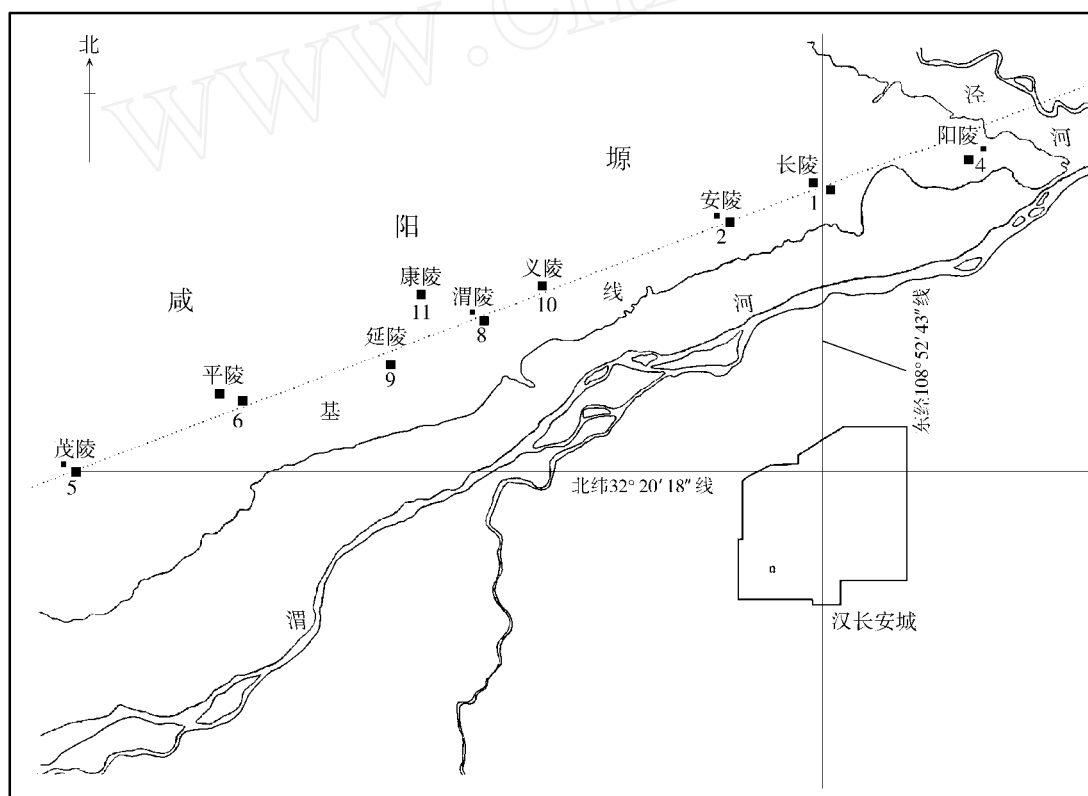 www.cn
北
泾
河
阳陵
4
长陵
1
塬
安陵
2
阳
义陵
10
康陵
11
渭陵
8
线
河
咸
延陵
9
平陵
6
基
东经108°52′43″线
茂陵
5
北纬32°20′18″线
渭
汉长安城